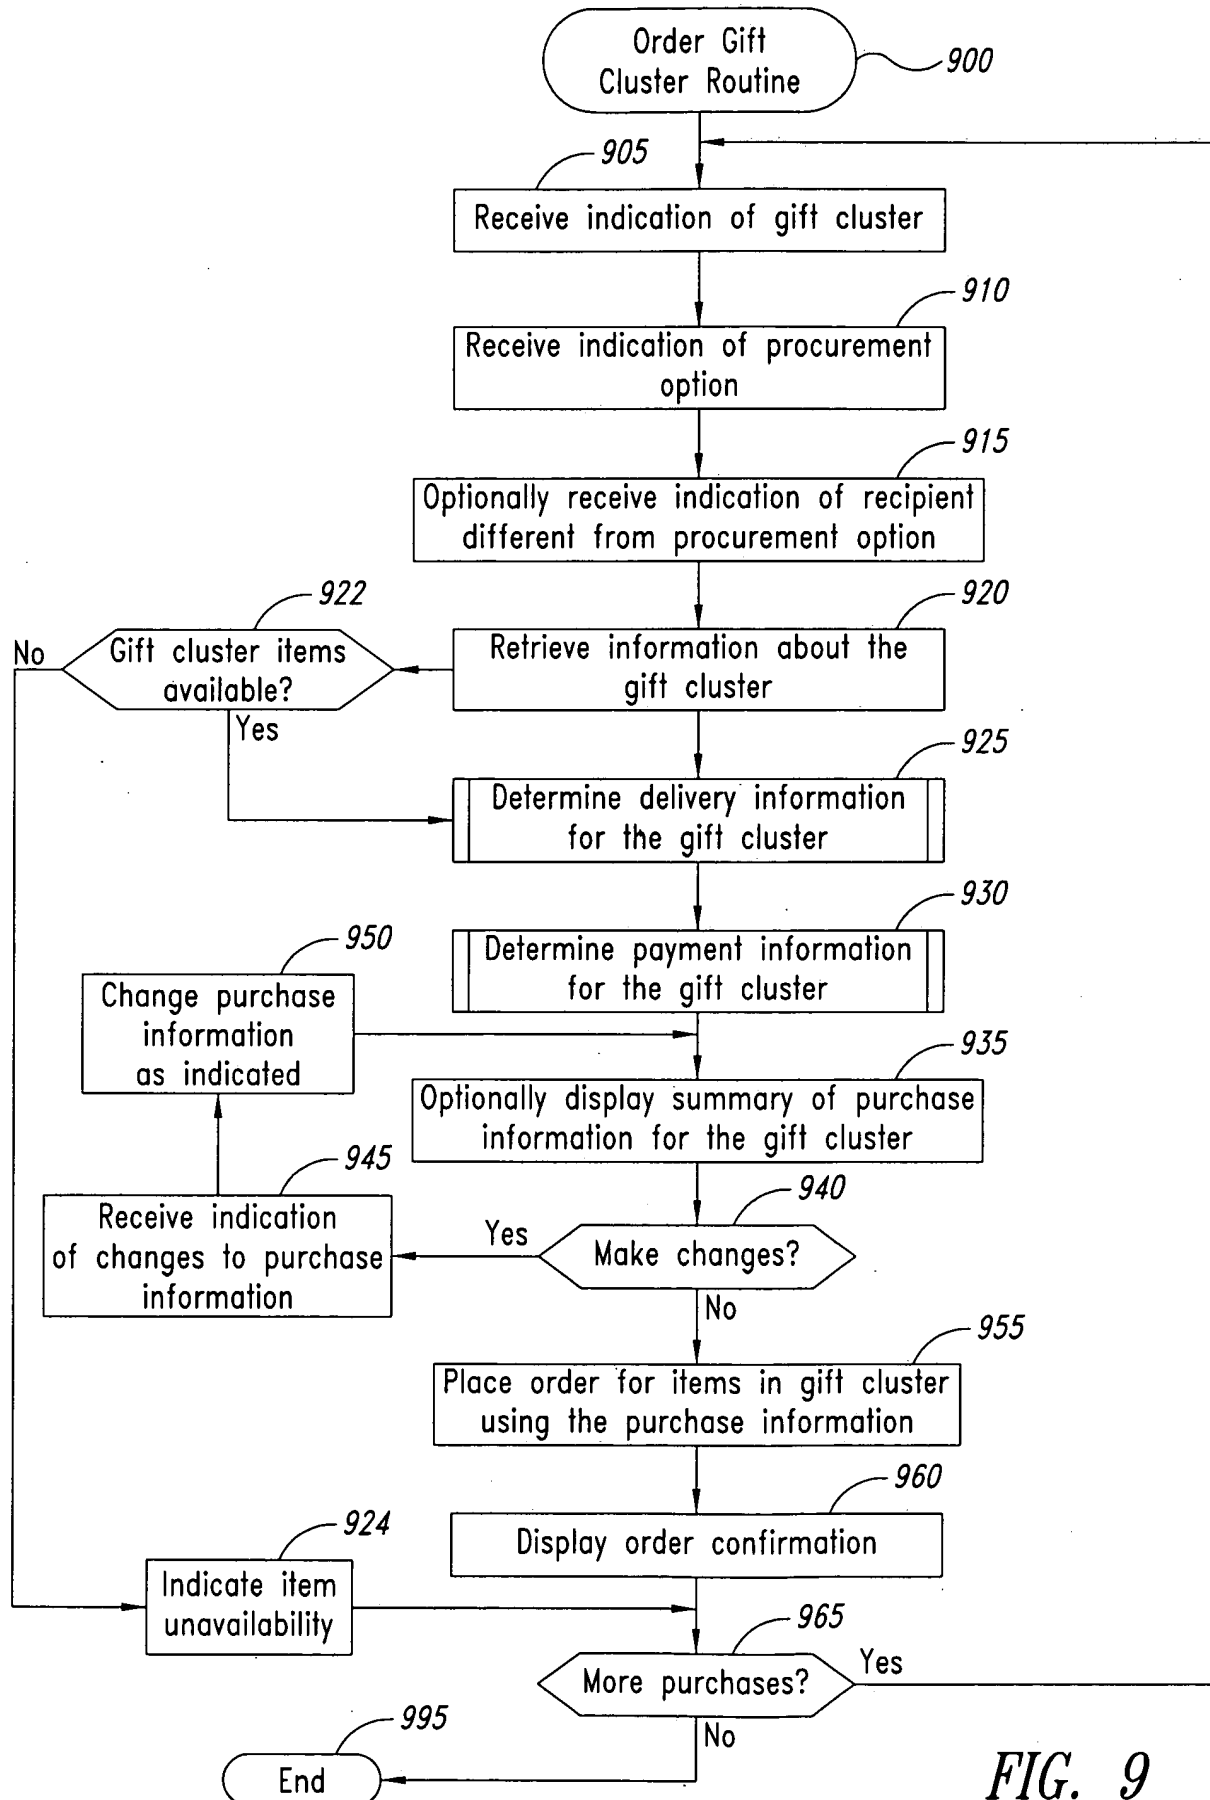 Order Gift
Cluster Routine
900
905
Receive indication of gift cluster
910
Receive indication of procurement
option
915
Optionally receive indication of recipient
different from procurement option
922
920
No
Gift cluster items
available?
Retrieve information about the
gift cluster
Yes
925
Determine delivery information
for the gift cluster
930
Determine payment information
for the gift cluster
950
Change purchase
information
as indicated
935
Optionally display summary of purchase
information for the gift cluster
945
Receive indication
of changes to purchase
information
940
Yes
Make changes?
No
955
Place order for items in gift cluster
using the purchase information
960
Display order confirmation
924
Indicate item
unavailability
965
More purchases?
Yes
No
995
End
FIG. 9